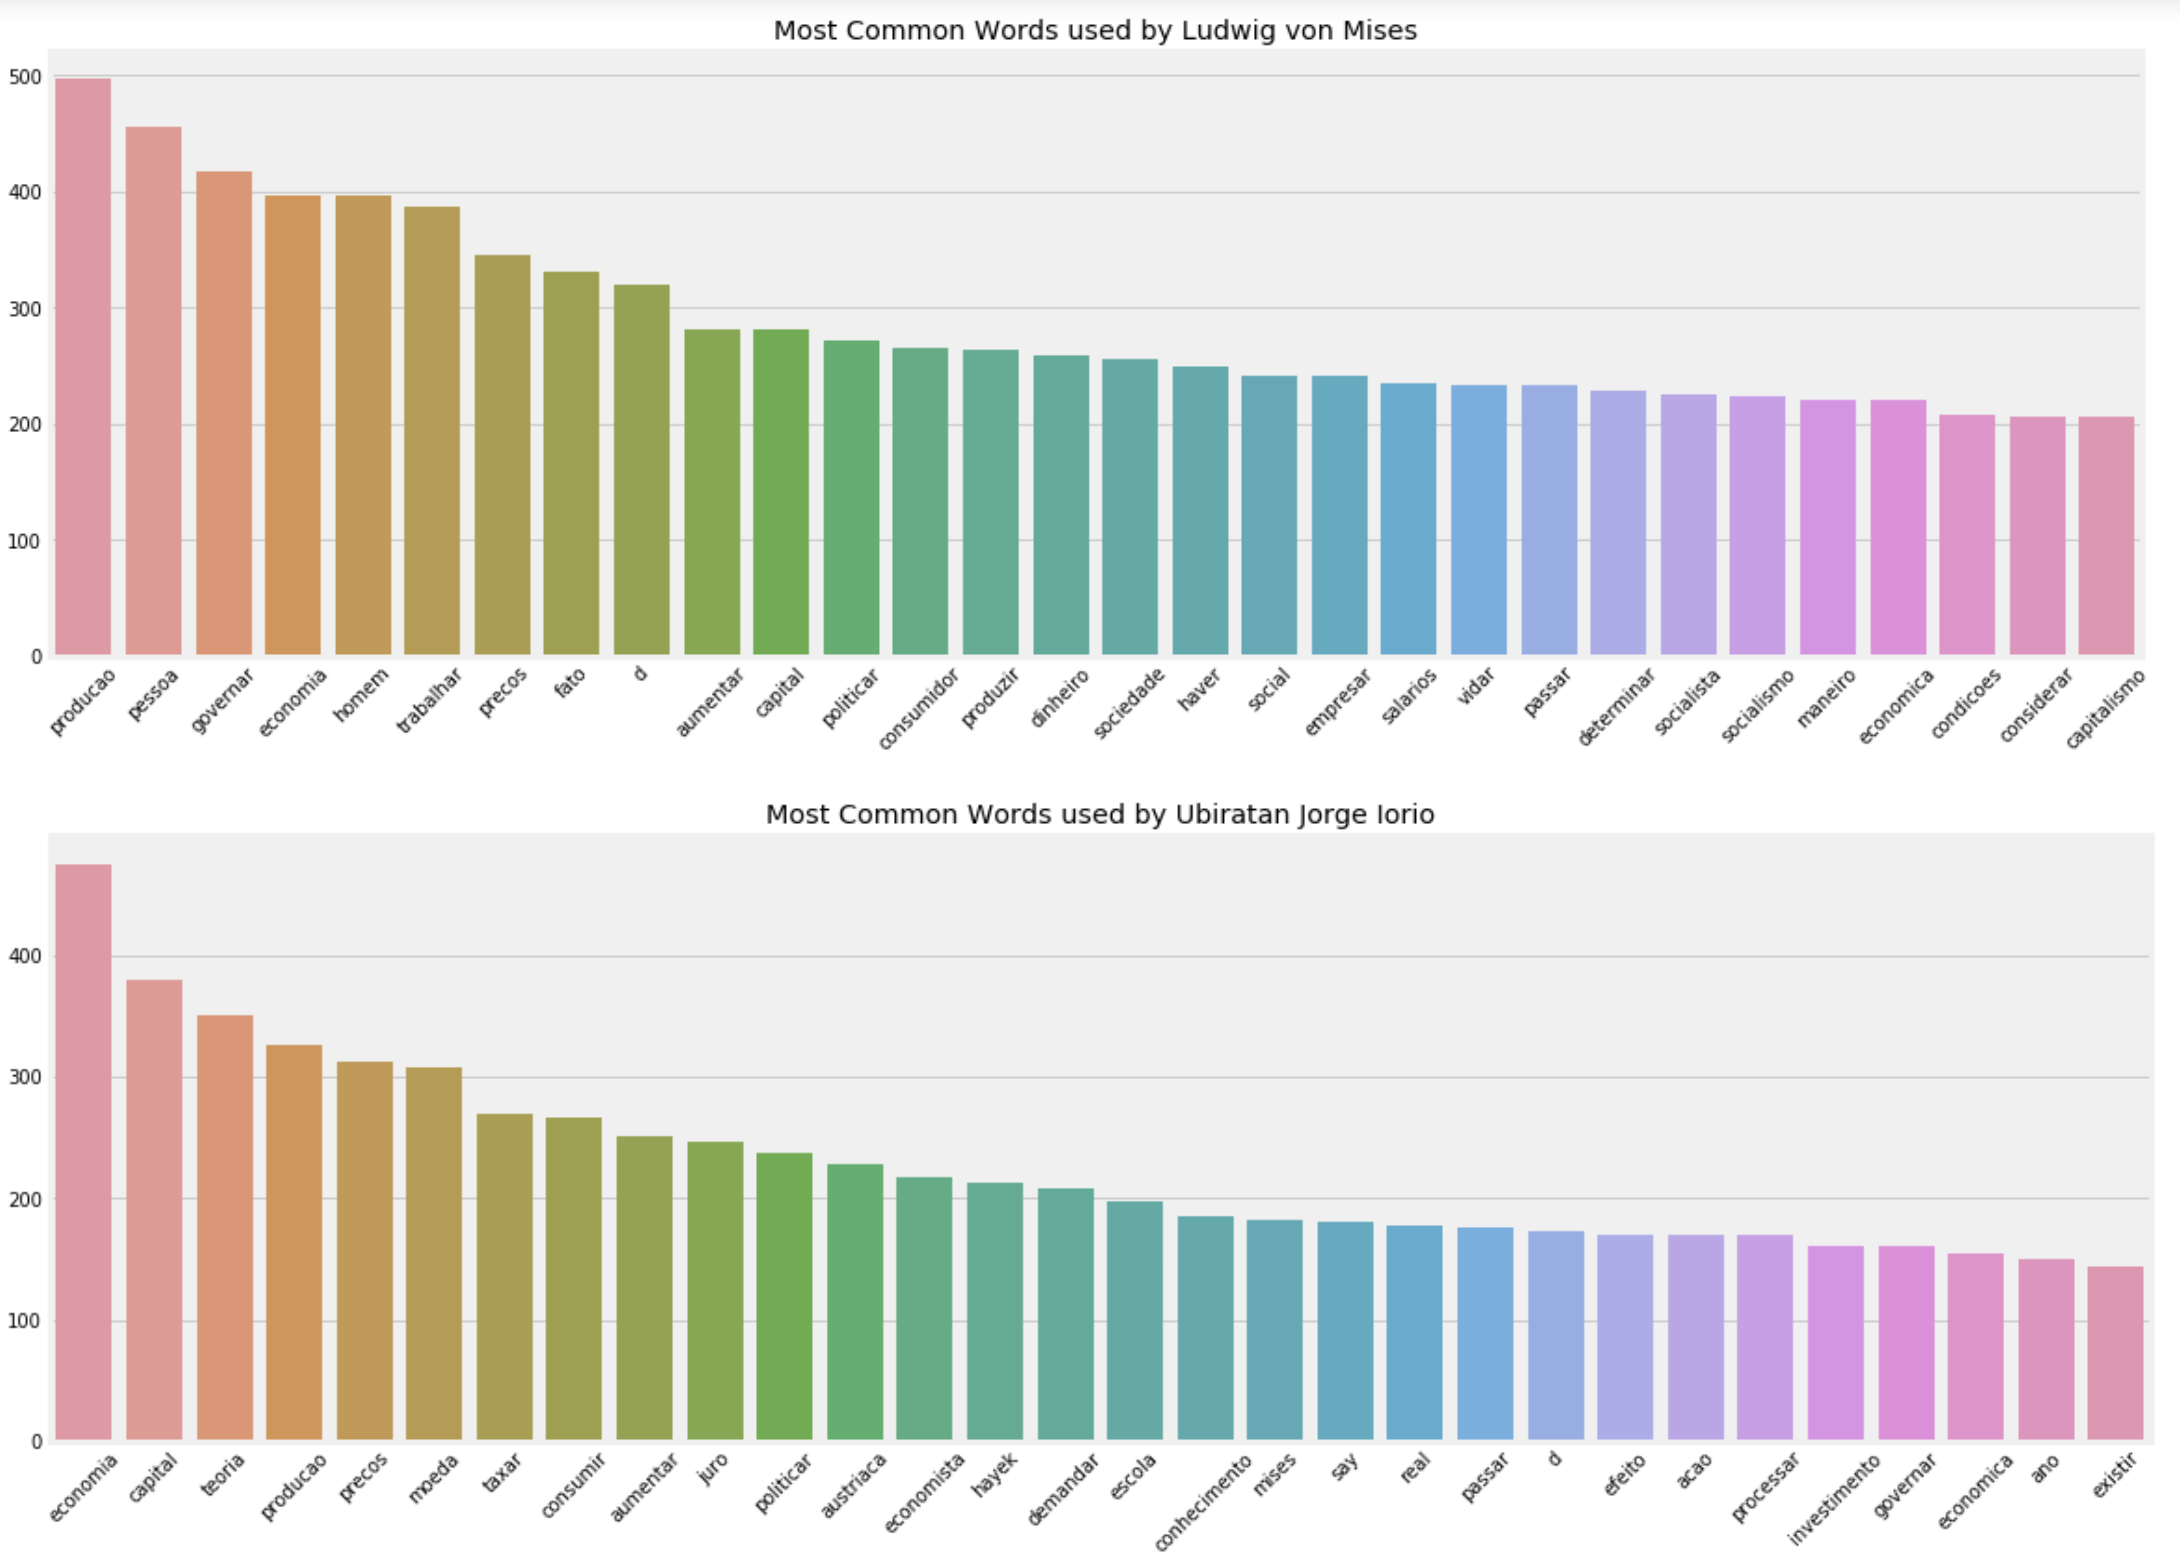 Most Common Words used by Ludwig von Mises
500
400
300
200
100
0
producao pessoa governar economia homem trabalhar precos fato d aumentar capital politicar consumidor produzir dinheiro sociedade haver social empresar salarios vidar passar determinar socialista socialismo maneiro economica condicoes considerar capitalismo
Most Common Words used by Ubiratan Jorge Iorio
400
300
200
100
0
economia capital teoria producao precos moeda taxar consumir aumentar juro politicar austriaca economista hayek demandar escola conhecimento mises say real passar d efeito acao processar investimento governar economica ano existir